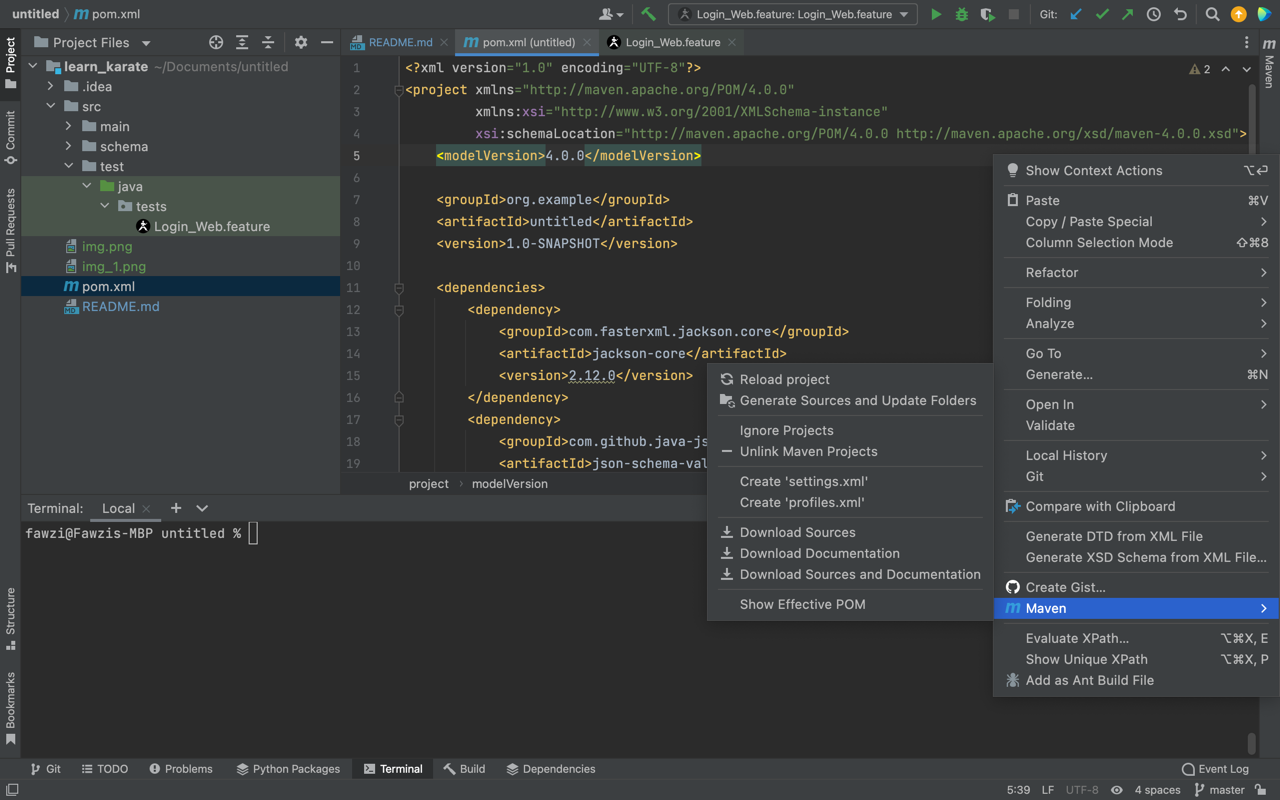 untitled pom.xml
Login_Web.feature: Login_Web.feature
Git:
Project
Commit
Pull Requests
Structure
Bookmarks
Project Files
learn_karate ~/Documents/untitled
.idea
src
main
schema
test
java
tests
Login_Web.feature
img.png
img_1.png
pom.xml
README.md
README.md
pom.xml (untitled)
Login_Web.feature
Maven
2
1 <?xml version="1.0" encoding="UTF-8"?>
2 <project xmlns="http://maven.apache.org/POM/4.0.0"
3 xmlns:xsi="http://www.w3.org/2001/XMLSchema-instance"
4 xsi:schemaLocation="http://maven.apache.org/POM/4.0.0 http://maven.apache.org/xsd/maven-4.0.0.xsd">
5 <modelVersion>4.0.0</modelVersion>
6
7 <groupId>org.example</groupId>
8 <artifactId>untitled</artifactId>
9 <version>1.0-SNAPSHOT</version>
10
11 <dependencies>
12 <dependency>
13 <groupId>com.fasterxml.jackson.core</groupId>
14 <artifactId>jackson-core</artifactId>
15 <version>2.12.0</version>
16 </dependency>
17 <dependency>
18 <groupId>com.github.java-js
19 <artifactId>json-schema-val
project modelVersion
Reload project
Generate Sources and Update Folders
Ignore Projects
Unlink Maven Projects
Create 'settings.xml'
Create 'profiles.xml'
Download Sources
Download Documentation
Download Sources and Documentation
Show Effective POM
Show Context Actions ⌥⏎
Paste ⌘V
Copy / Paste Special
Column Selection Mode ⇧⌘8
Refactor
Folding
Analyze
Go To
Generate... ⌘N
Open In
Validate
Local History
Git
Compare with Clipboard
Generate DTD from XML File
Generate XSD Schema from XML File...
Create Gist...
Maven
Evaluate XPath... ⌥⌘X, E
Show Unique XPath ⌥⌘X, P
Add as Ant Build File
Terminal: Local
fawzi@Fawzis-MBP untitled %
Git
TODO
Problems
Python Packages
Terminal
Build
Dependencies
Event Log
5:39 LF UTF-8 4 spaces master